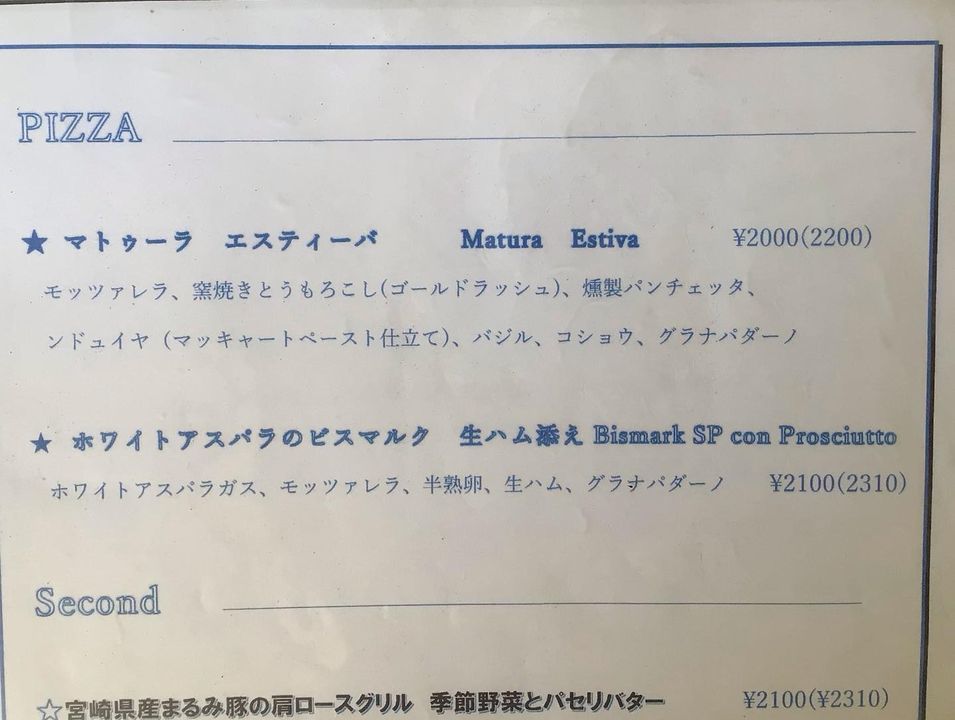 PIZZA
★ マトゥーラ エスティーバ Matura Estiva ¥2000(2200)
モッツァレラ、窯焼きとうもろこし(ゴールドラッシュ)、燻製パンチェッタ、
ンドュイヤ（マッキャートペースト仕立て)、バジル、コショウ、グラナパダーノ
★ ホワイトアスパラのビスマルク 生ハム添え Bismark SP con Prosciutto
ホワイトアスパラガス、モッツァレラ、半熟卵、生ハム、グラナパダーノ ¥2100(2310)
Second
☆宮崎県産まるみ豚の肩ロースグリル 季節野菜とパセリバター ¥2100(¥2310)